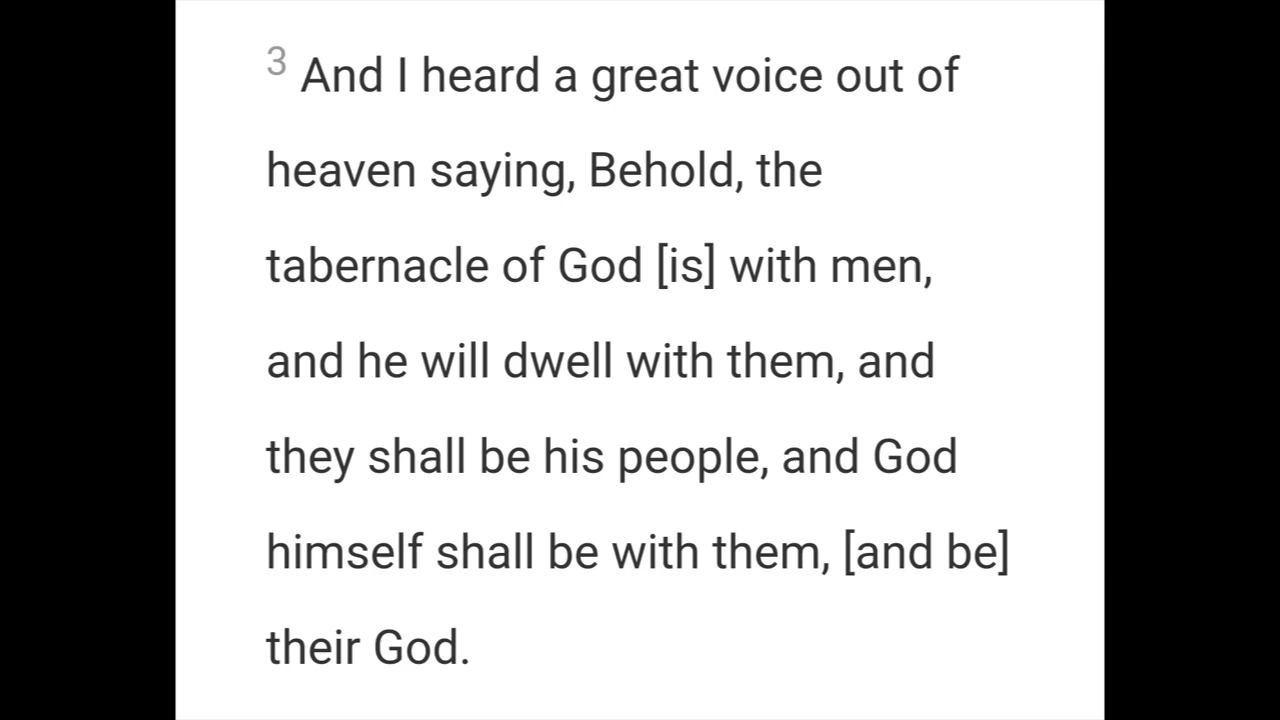 3 And I heard a great voice out of
heaven saying, Behold, the
tabernacle of God [is] with men,
and he will dwell with them, and
they shall be his people, and God
himself shall be with them, [and be]
their God.